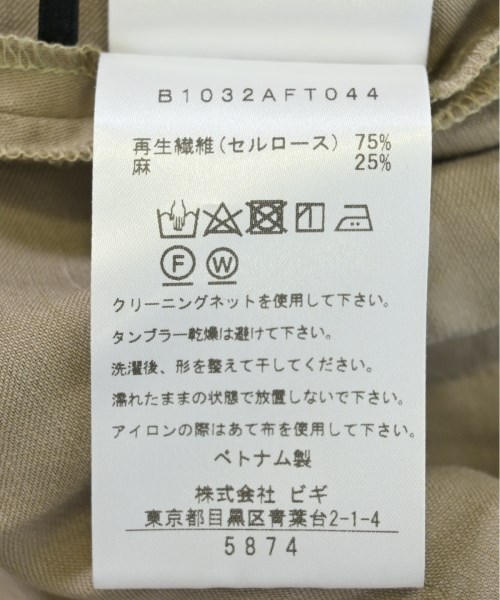 B1032AFT044
再生繊維(セルロース) 75%
麻 25%
F W
クリーニングネットを使用して下さい。
タンブラー乾燥は避けて下さい。
洗濯後、形を整えて干してください。
濡れたままの状態で放置しないで下さい。
アイロンの際はあて布を使用して下さい。
ベトナム製
株式会社 ビギ
東京都目黒区青葉台2-1-4
5874